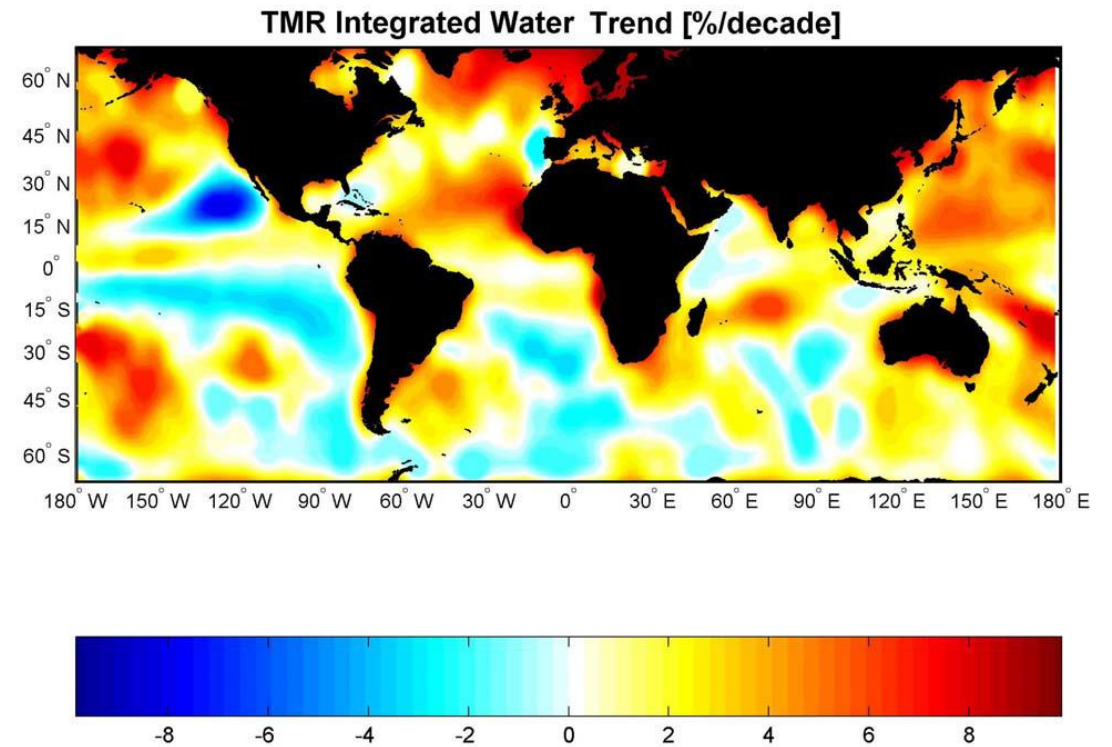 TMR Integrated Water Trend [%/decade]
60° N
45° N
30° N
15° N
0°
15° S
30° S
45° S
60° S
180° W 150° W 120° W 90° W 60° W 30° W 0° 30° E 60° E 90° E 120° E 150° E 180° E
-8 -6 -4 -2 0 2 4 6 8